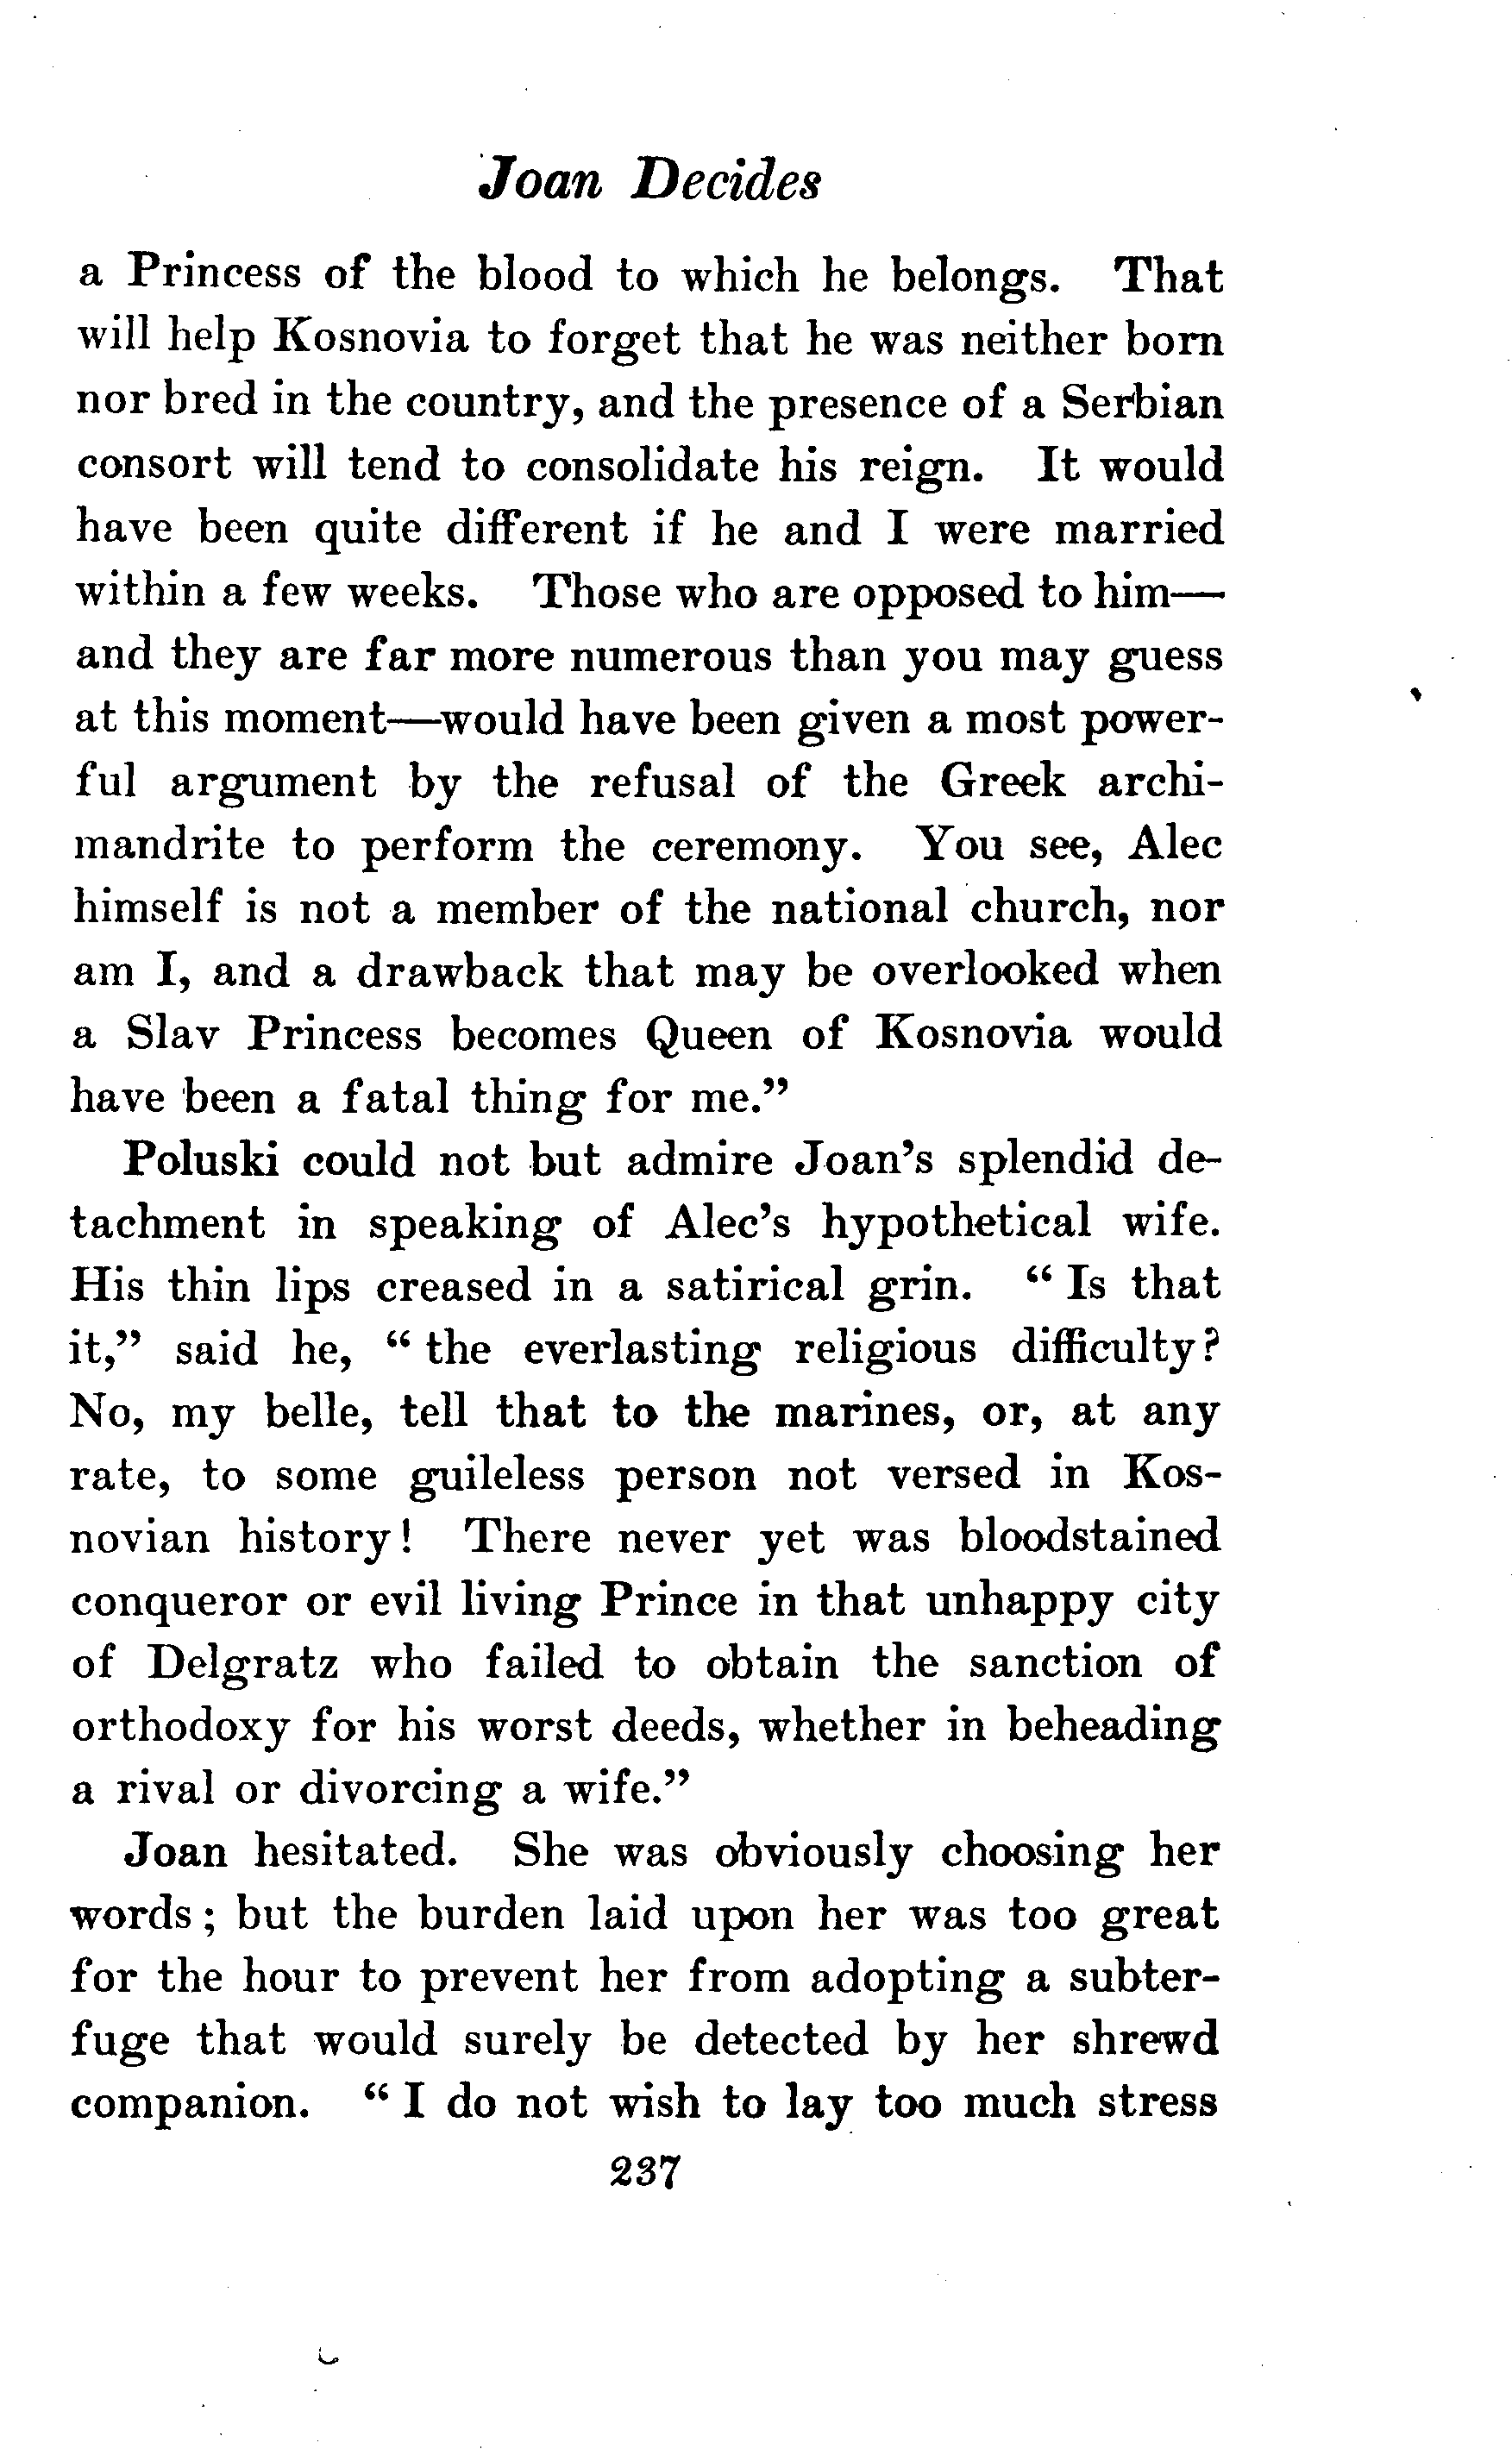 Joan Decides
a Princess of the blood to which he belongs. That
will help Kosnovia to forget that he was neither born
nor bred in the country, and the presence of a Serbian
consort will tend to consolidate his reign. It would
have been quite different if he and I were married
within a few weeks. Those who are opposed to him—
and they are far more numerous than you may guess
at this moment—would have been given a most power-
ful argument by the refusal of the Greek archi-
mandrite to perform the ceremony. You see, Alec
himself is not a member of the national church, nor
am I, and a drawback that may be overlooked when
a Slav Princess becomes Queen of Kosnovia would
have been a fatal thing for me."
Poluski could not but admire Joan's splendid de-
tachment in speaking of Alec's hypothetical wife.
His thin lips creased in a satirical grin. "Is that
it," said he, "the everlasting religious difficulty?
No, my belle, tell that to the marines, or, at any
rate, to some guileless person not versed in Kos-
novian history! There never yet was bloodstained
conqueror or evil living Prince in that unhappy city
of Delgratz who failed to obtain the sanction of
orthodoxy for his worst deeds, whether in beheading
a rival or divorcing a wife."
Joan hesitated. She was obviously choosing her
words; but the burden laid upon her was too great
for the hour to prevent her from adopting a subter-
fuge that would surely be detected by her shrewd
companion. "I do not wish to lay too much stress
237